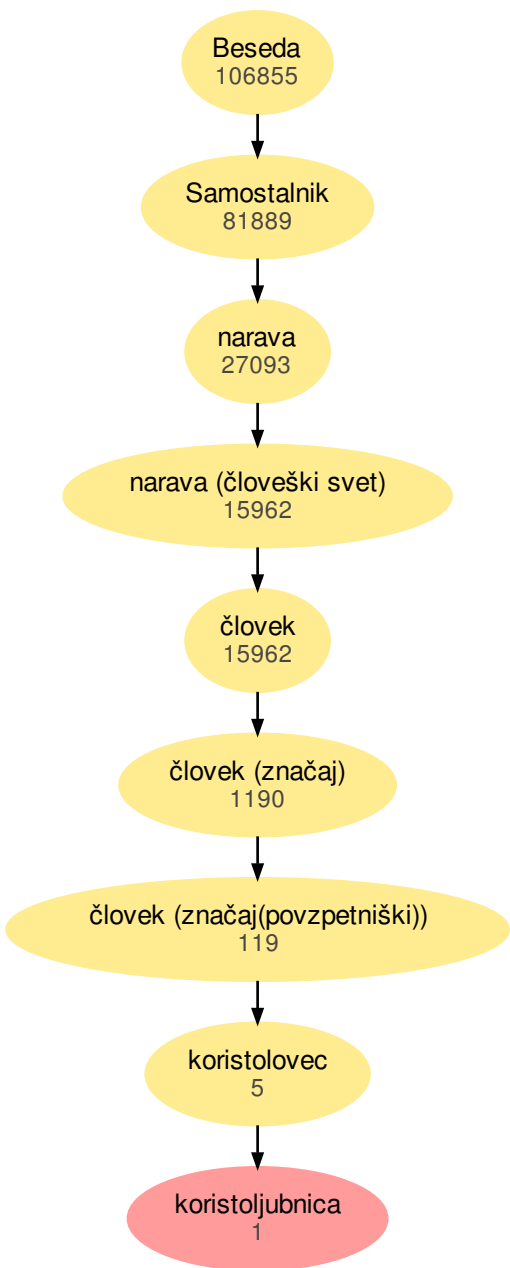 Beseda
106855
Samostalnik
81889
narava
27093
narava (človeški svet)
15962
človek
15962
človek (značaj)
1190
človek (značaj(povzpetniški))
119
koristolovec
5
koristoljubnica
1